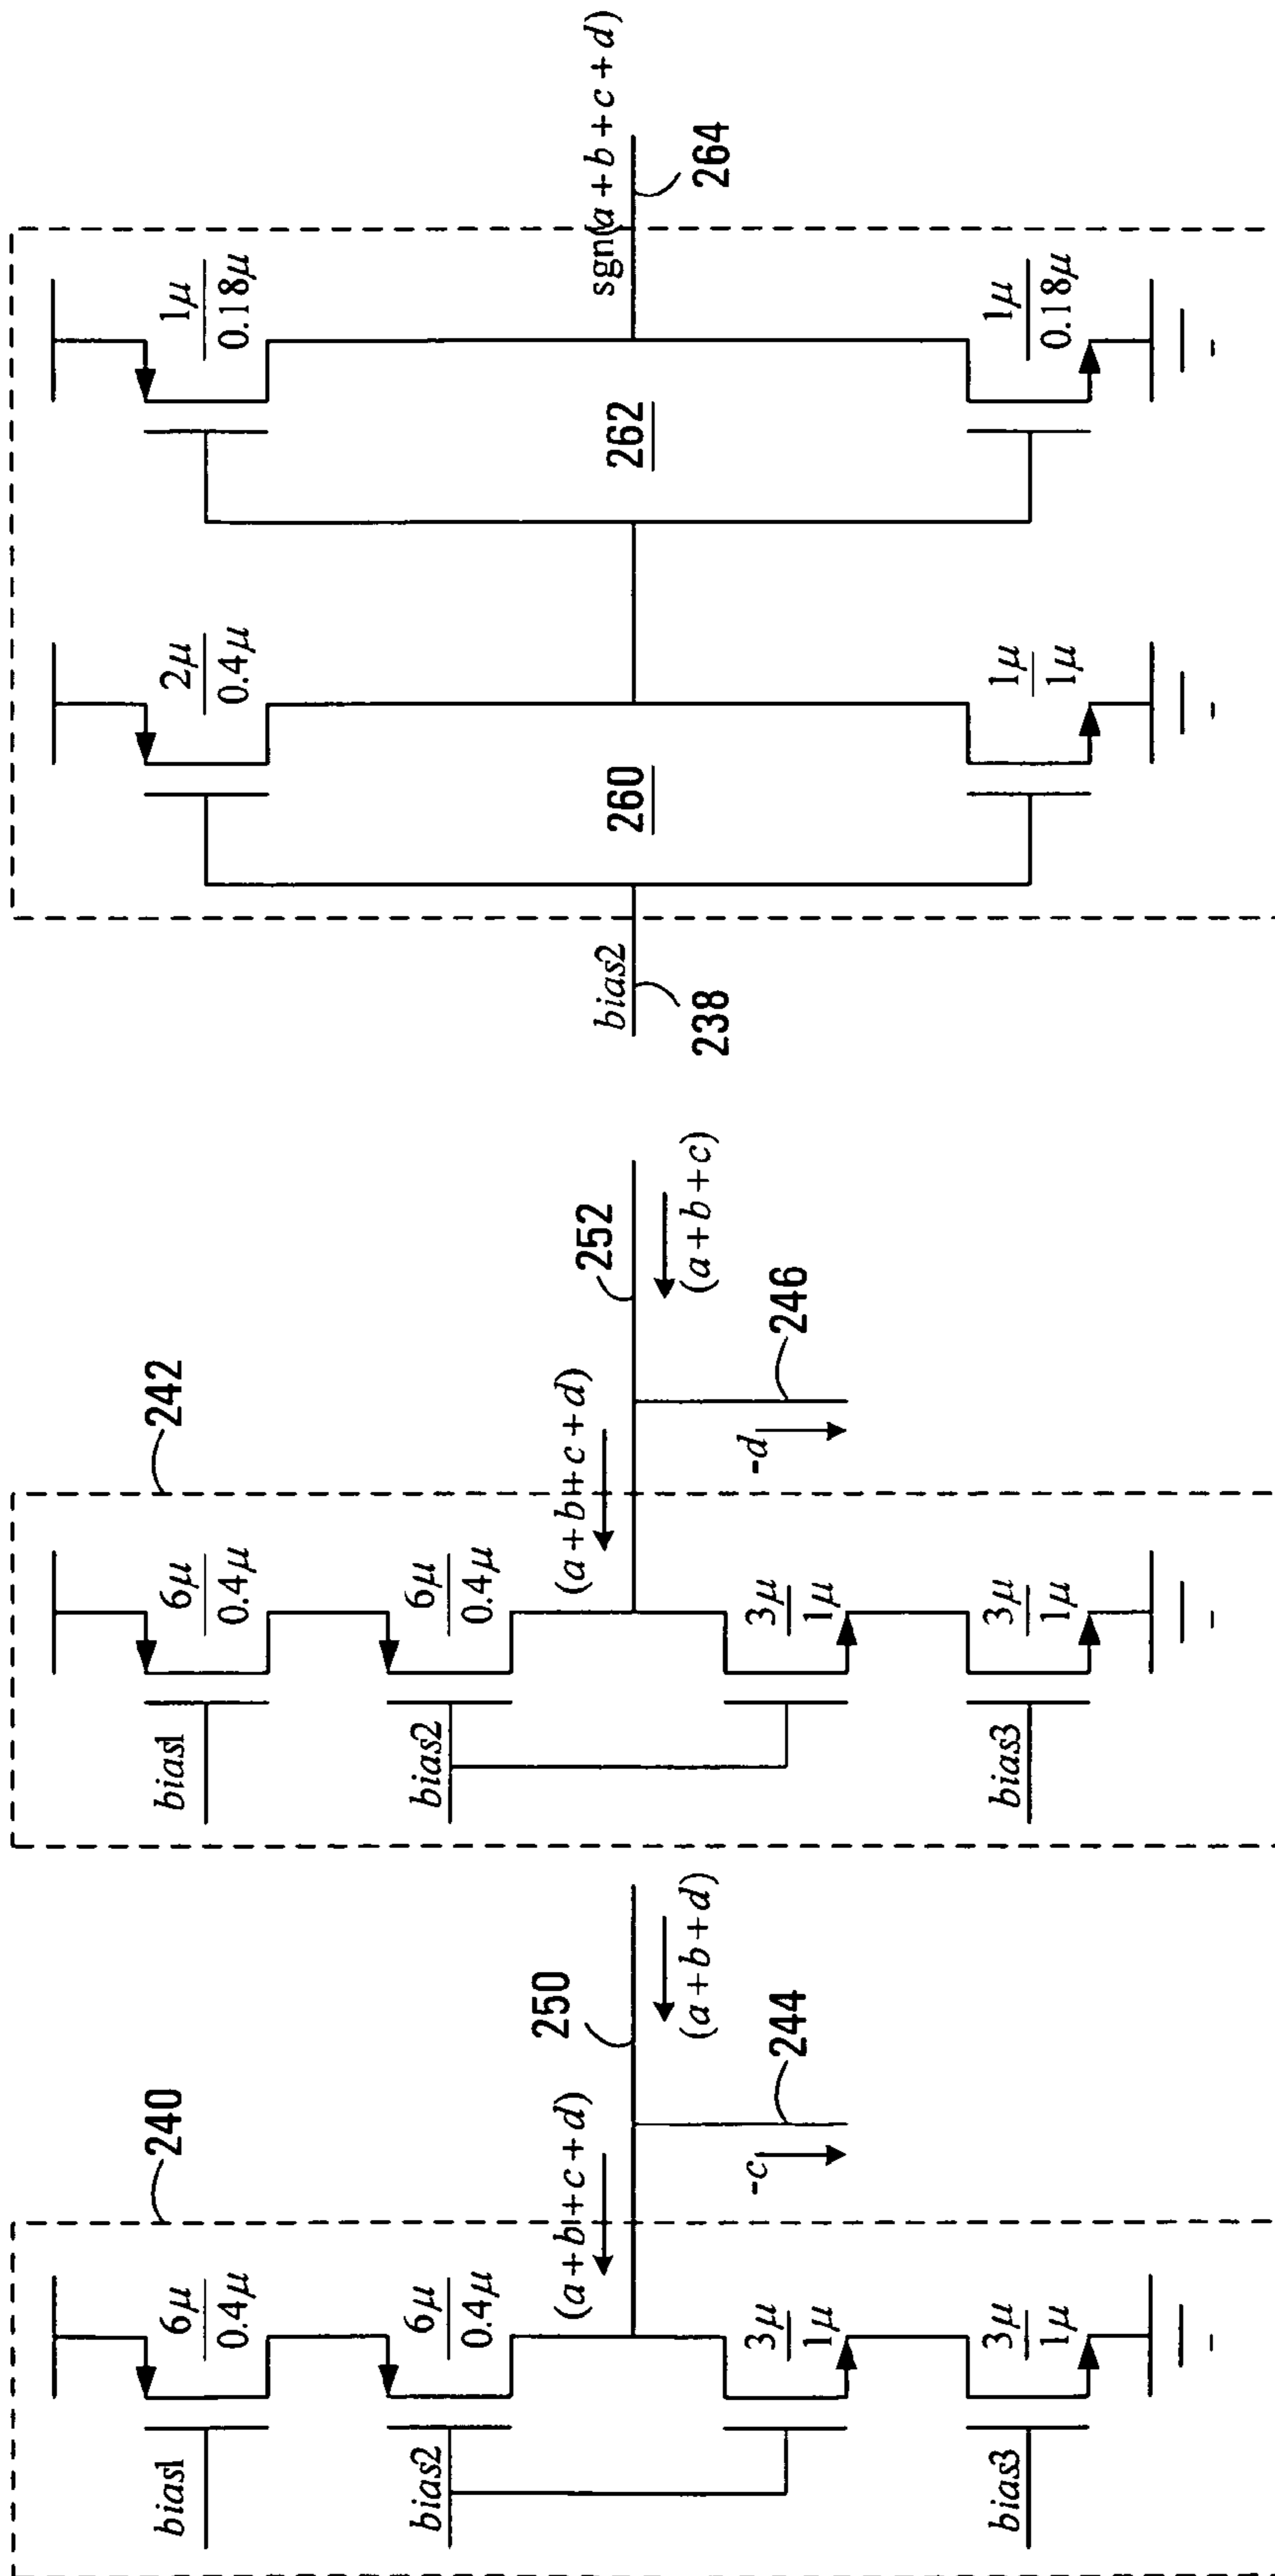 240
bias1
6μ
0.4μ
bias2
6μ
0.4μ
(a+b+c+d)
250
(a+b+d)
-c
244
3μ
1μ
bias3
3μ
1μ
242
bias1
6μ
0.4μ
bias2
6μ
0.4μ
(a+b+c+d)
252
(a+b+c)
-d
246
3μ
1μ
bias3
3μ
1μ
bias2
238
2μ
0.4μ
260
1μ
1μ
1μ
0.18μ
262
1μ
0.18μ
sgn(a+b+c+d)
264